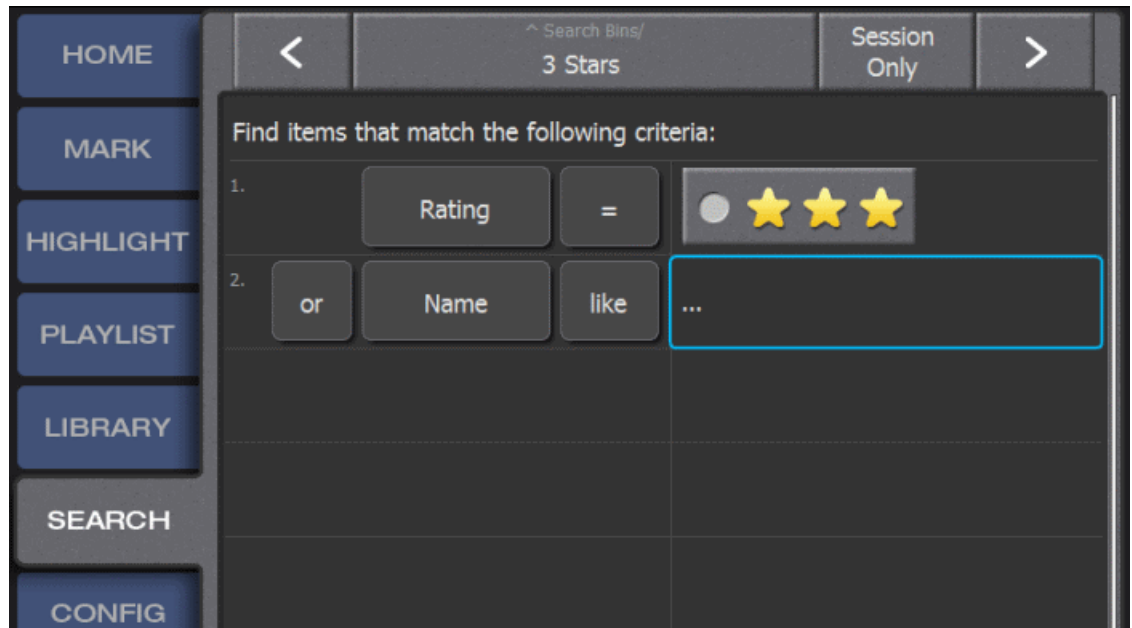 HOME
MARK
HIGHLIGHT
PLAYLIST
LIBRARY
SEARCH
CONFIG
^ Search Bins/
3 Stars
Session
Only
Find items that match the following criteria:
1. Rating =
2. or Name like ...